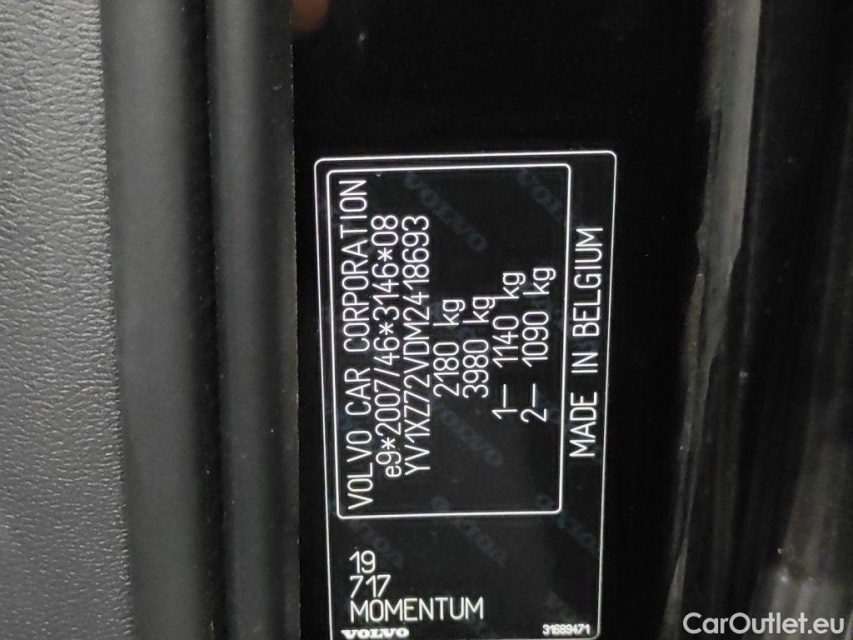 VOLVO CAR CORPORATION
e9*2007/46*3146*08
YV1XZ72VDM2418693
2180 kg
3980 kg
1– 1140 kg
2– 1090 kg
MADE IN BELGIUM
19
717
MOMENTUM
VOLVO
31689471
CarOutlet.eu